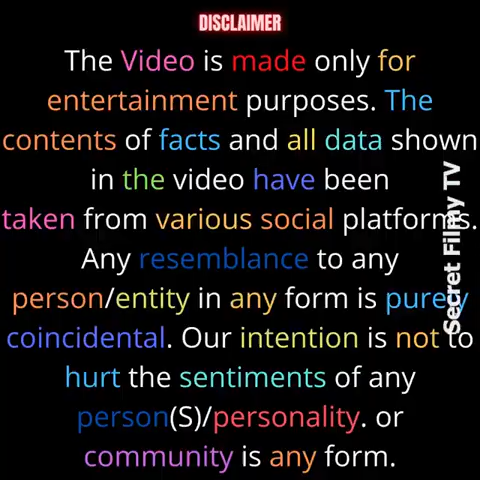 DISCLAIMER
The Video is made only for
entertainment purposes. The
contents of facts and all data shown
in the video have been
taken from various social platforms.
Any resemblance to any
person/entity in any form is purely
coincidental. Our intention is not to
hurt the sentiments of any
person(S)/personality. or
community is any form.
Secret Filmy TV